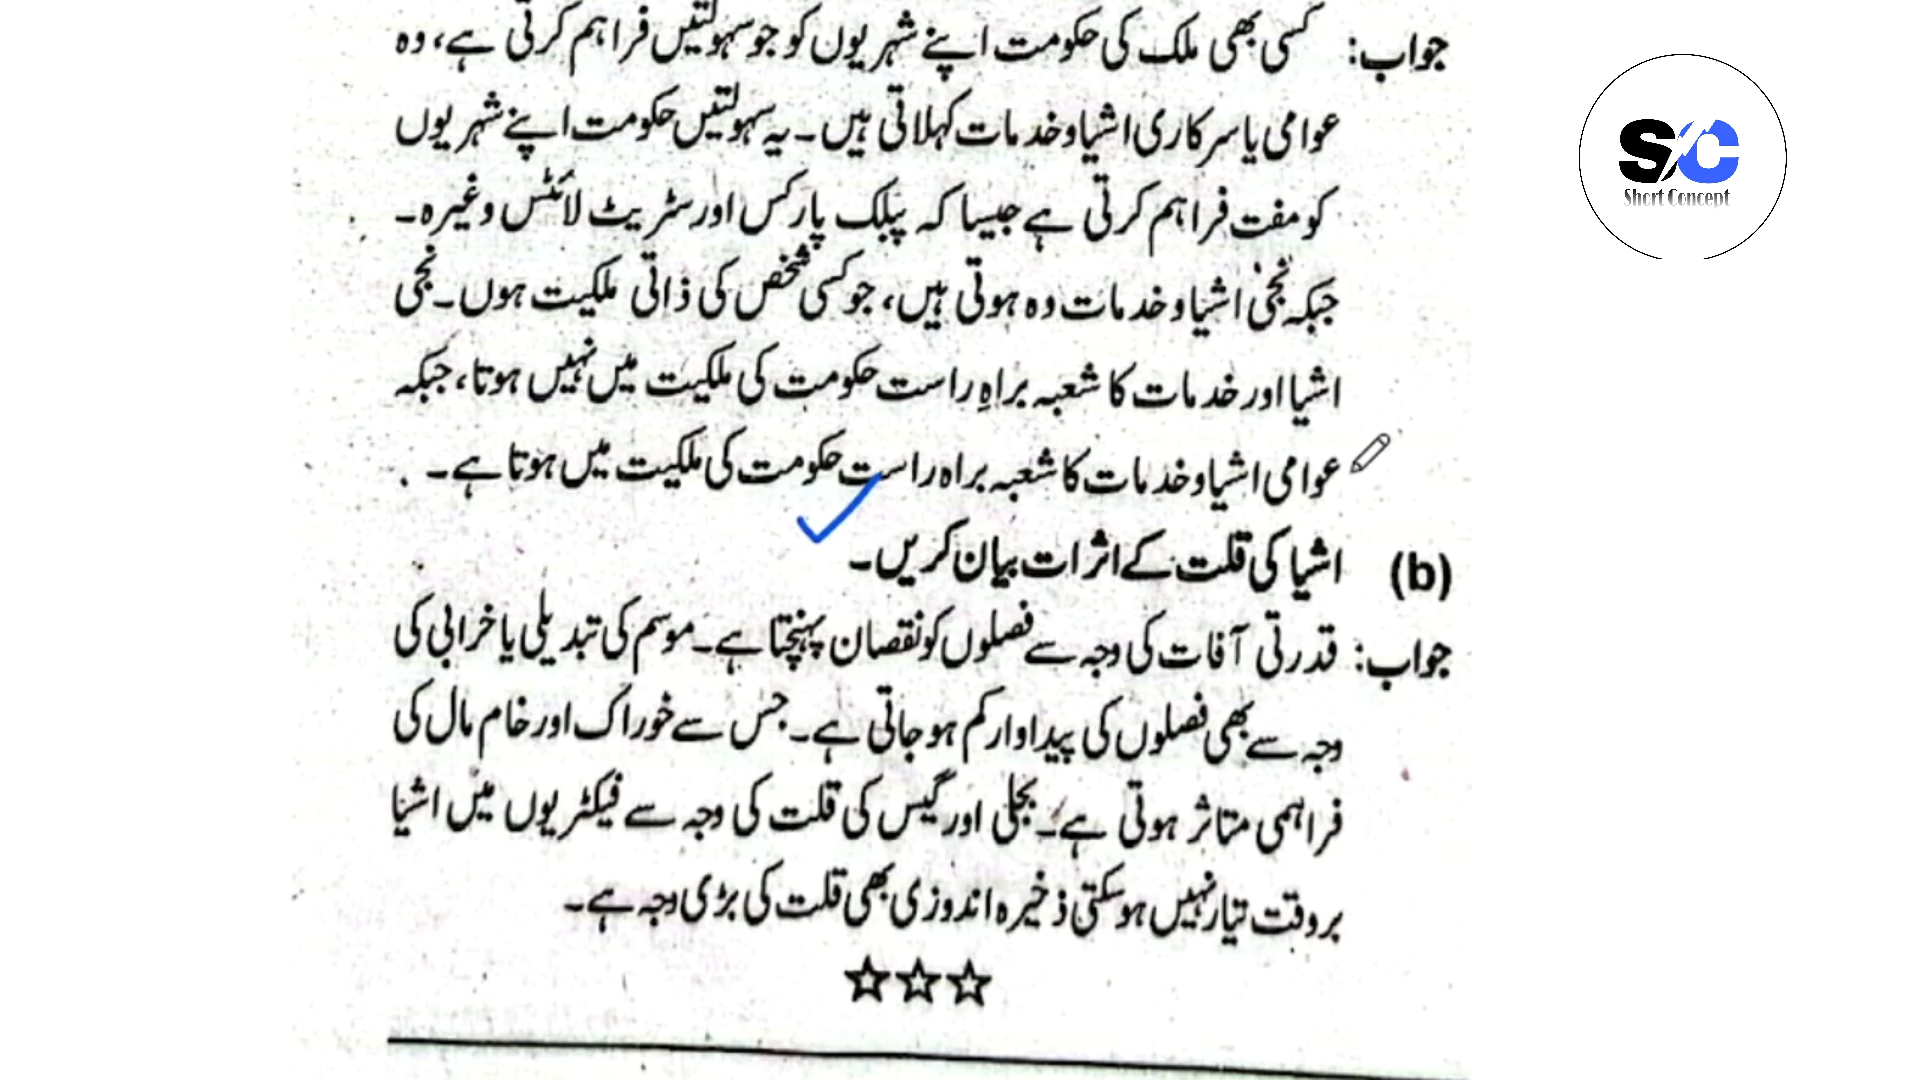 جواب: کسی بھی ملک کی حکومت اپنے شہریوں کو جو سہولتیں فراہم کرتی ہے، وہ
عوامی یا سرکاری اشیا و خدمات کہلاتی ہیں۔ یہ سہولتیں حکومت اپنے شہریوں
کو مفت فراہم کرتی ہے جیسا کہ پبلک پارکس اور سٹریٹ لائٹس وغیرہ۔
جبکہ نجی اشیا و خدمات وہ ہوتی ہیں، جو کسی شخص کی ذاتی ملکیت ہوں۔ نجی
اشیا اور خدمات کا شعبہ براہِ راست حکومت کی ملکیت میں نہیں ہوتا، جبکہ
عوامی اشیا و خدمات کا شعبہ براہ راست حکومت کی ملکیت میں ہوتا ہے۔
(b) اشیا کی قلت کے اثرات بیان کریں۔
جواب: قدرتی آفات کی وجہ سے فصلوں کو نقصان پہنچتا ہے۔ موسم کی تبدیلی یا خرابی کی
وجہ سے بھی فصلوں کی پیداوار کم ہو جاتی ہے۔ جس سے خوراک اور خام مال کی
فراہمی متاثر ہوتی ہے۔ بجلی اور گیس کی قلت کی وجہ سے فیکٹریوں میں اشیا
بروقت تیار نہیں ہو سکتی ذخیرہ اندوزی بھی قلت کی بڑی وجہ ہے۔
SC
Short Concept